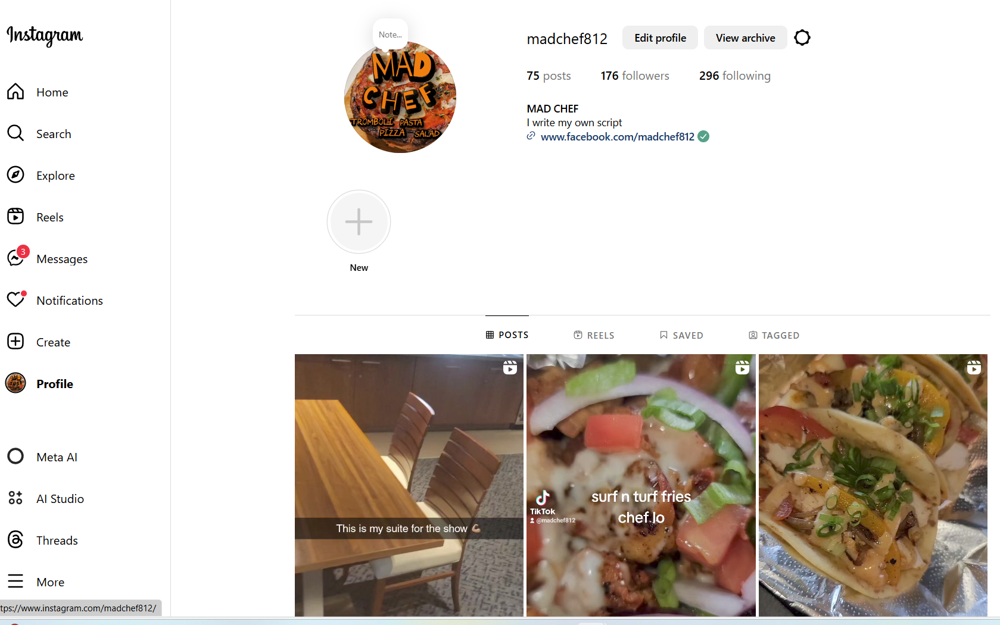 Instagram
Home
Search
Explore
Reels
3
Messages
Notifications
Create
Profile
Meta AI
AI Studio
Threads
More
tps://www.instagram.com/madchef812/
Note...
MAD
CHEF
TROMBOLI PASTA
PIZZA SALAD
madchef812 Edit profile View archive
75 posts 176 followers 296 following
MAD CHEF
I write my own script
www.facebook.com/madchef812
New
POSTS REELS SAVED TAGGED
This is my suite for the show 💪🏽
surf n turf fries
chef.lo
TikTok
@madchef812